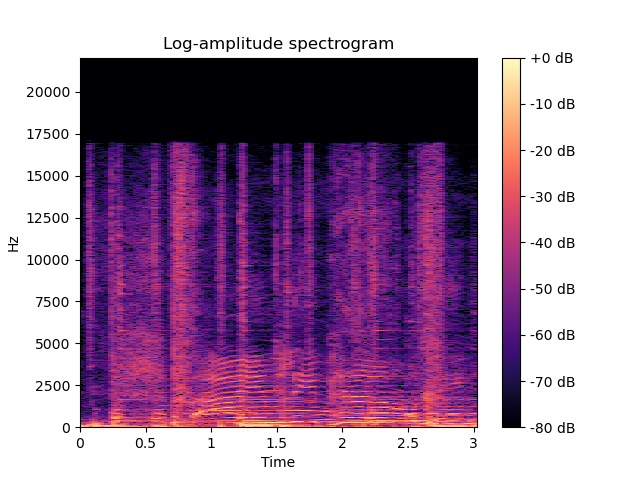 Log-amplitude spectrogram
20000
17500
15000
12500
10000
7500
5000
2500
0
Hz
0 0.5 1 1.5 2 2.5 3
Time
+0 dB
-10 dB
-20 dB
-30 dB
-40 dB
-50 dB
-60 dB
-70 dB
-80 dB